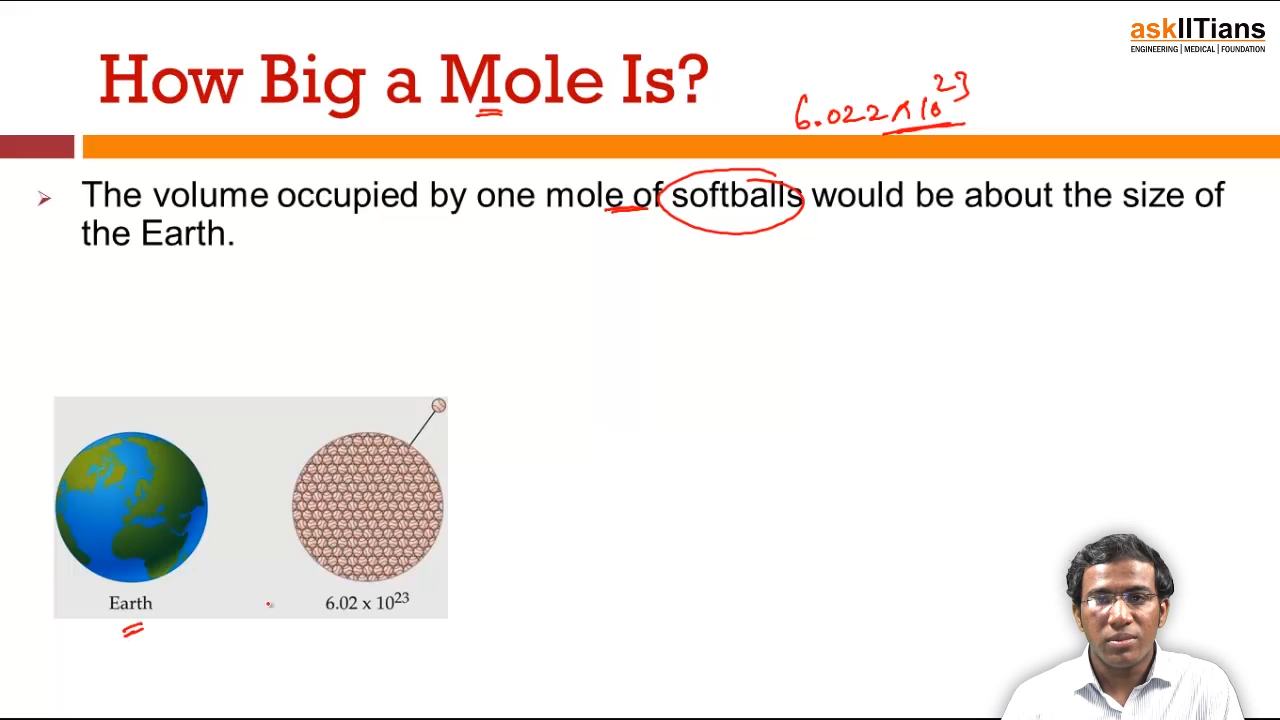 askIITians
ENGINEERING | MEDICAL | FOUNDATION
How Big a Mole Is?
6.022 × 10²³
The volume occupied by one mole of softballs would be about the size of
the Earth.
Earth
6.02 x 10²³